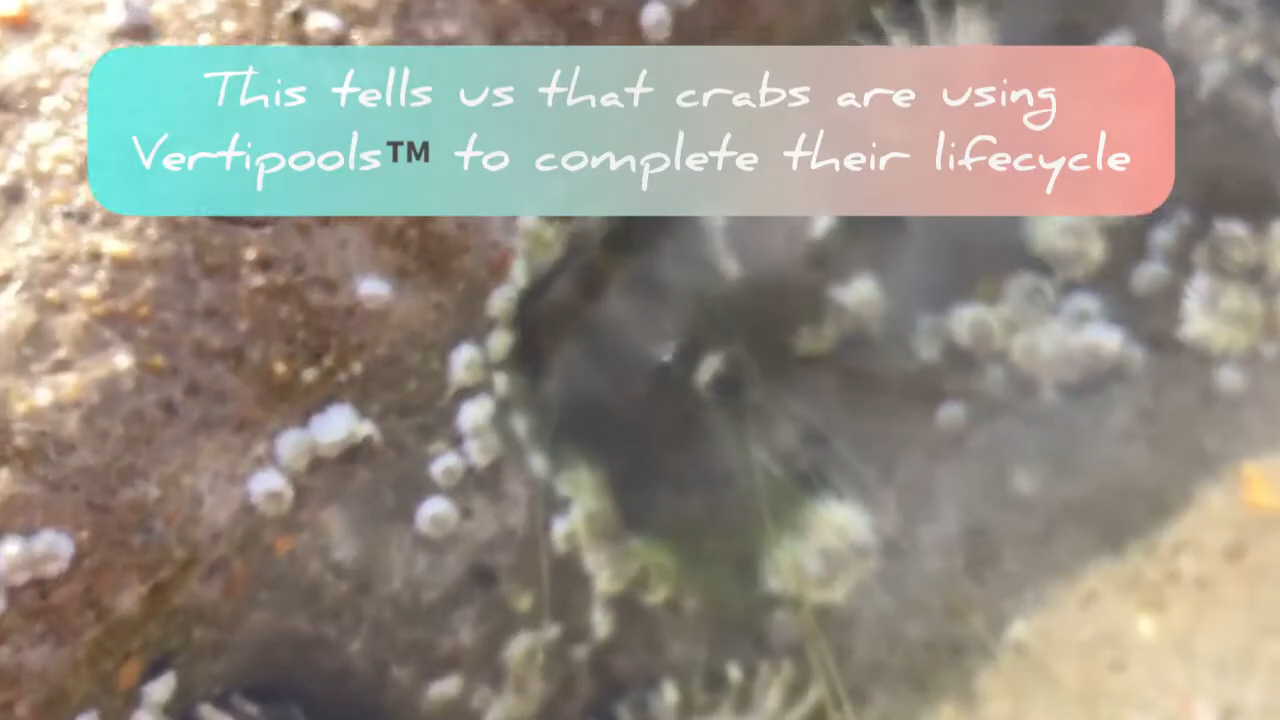 This tells us that crabs are using
Vertipools™ to complete their lifecycle